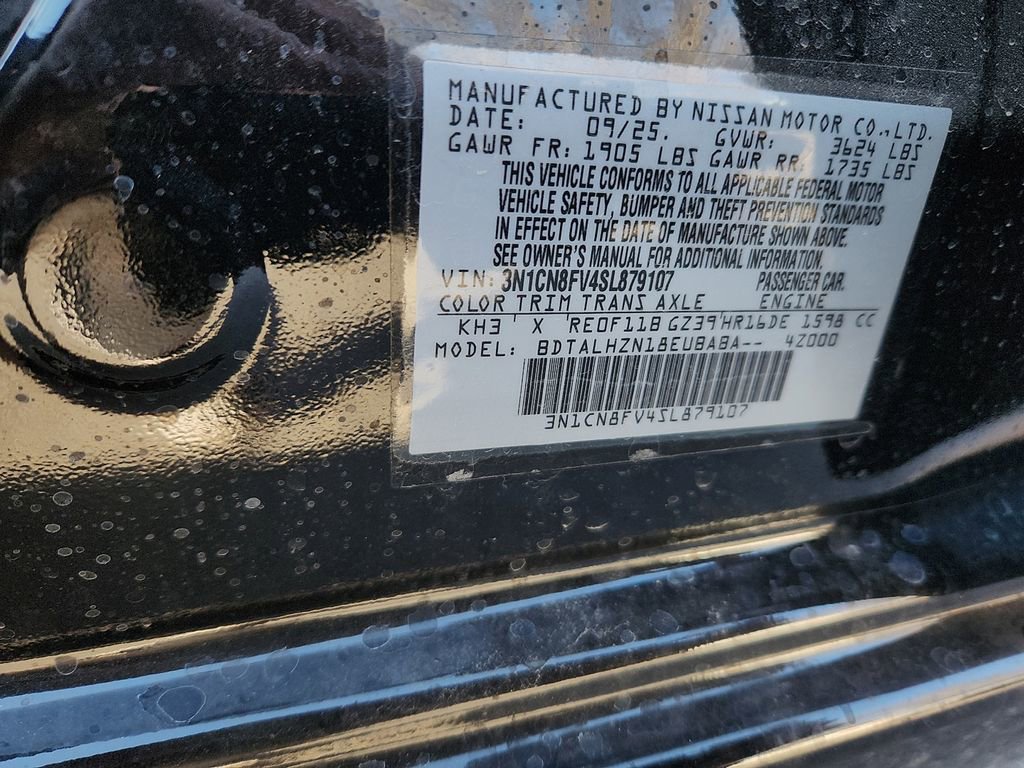 MANUFACTURED BY NISSAN MOTOR CO.,LTD.
DATE: 09/25. GVWR: 3624 LBS
GAWR FR: 1905 LBS GAWR RR: 1735 LBS
THIS VEHICLE CONFORMS TO ALL APPLICABLE FEDERAL MOTOR
VEHICLE SAFETY, BUMPER AND THEFT PREVENTION STANDARDS
IN EFFECT ON THE DATE OF MANUFACTURE SHOWN ABOVE.
SEE OWNER'S MANUAL FOR ADDITIONAL INFORMATION.
VIN: 3N1CN8FV4SL879107 PASSENGER CAR.
COLOR TRIM TRANS AXLE ENGINE
KH3 X RE0F11B GZ39 HR16DE 1598 CC
MODEL: BDTALHZN18EUBABA-- 4Z000
3N1CN8FV4SL879107